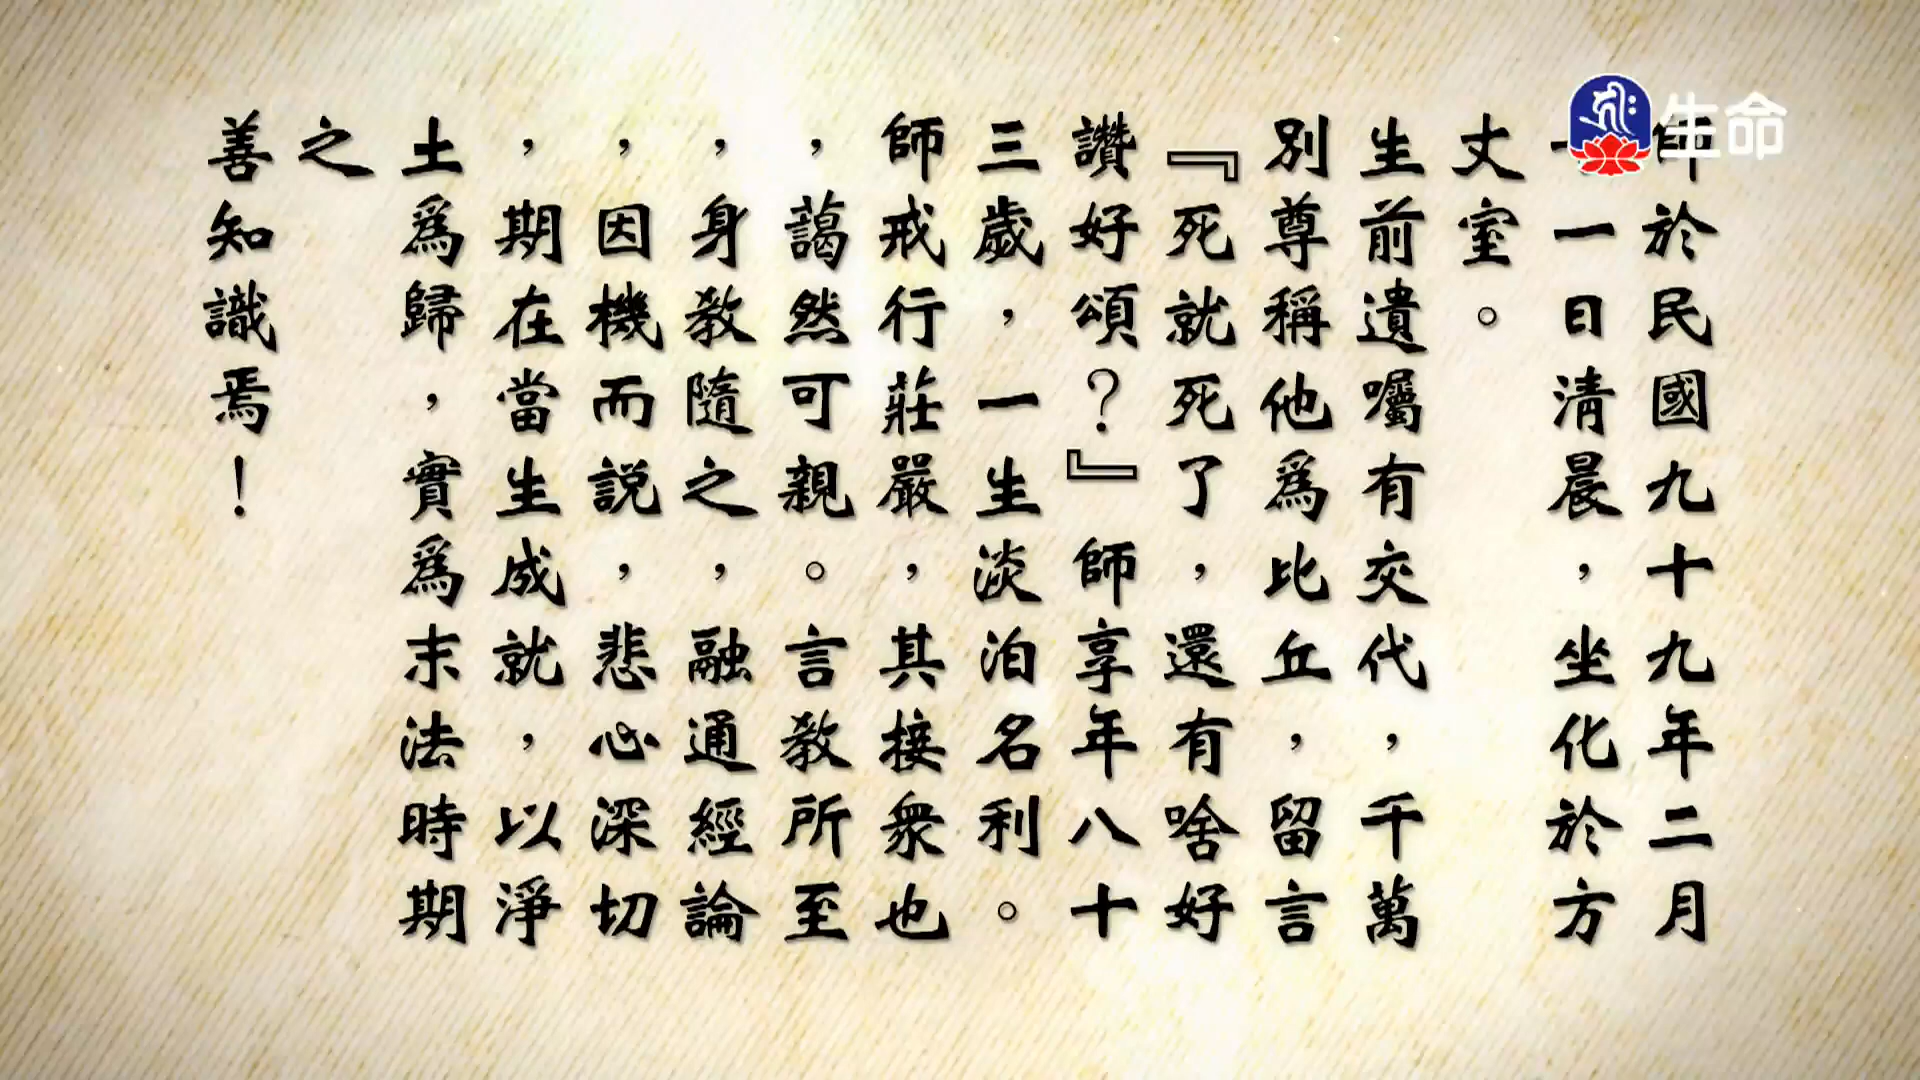 生命
師於民國九十九年二月
一日清晨，坐化於方
丈室。
生前遺囑有交代，千萬
別尊稱他爲比丘，留言
『死就死了，還有啥好
讚好頌？』師享年八十
三歲，一生淡泊名利。
師戒行莊嚴，其接衆也
，藹然可親。言教所至
，身教隨之，融通經論
，因機而説，悲心深切
，期在當生成就，以淨
土爲歸，實爲末法時期
之
善知識焉！